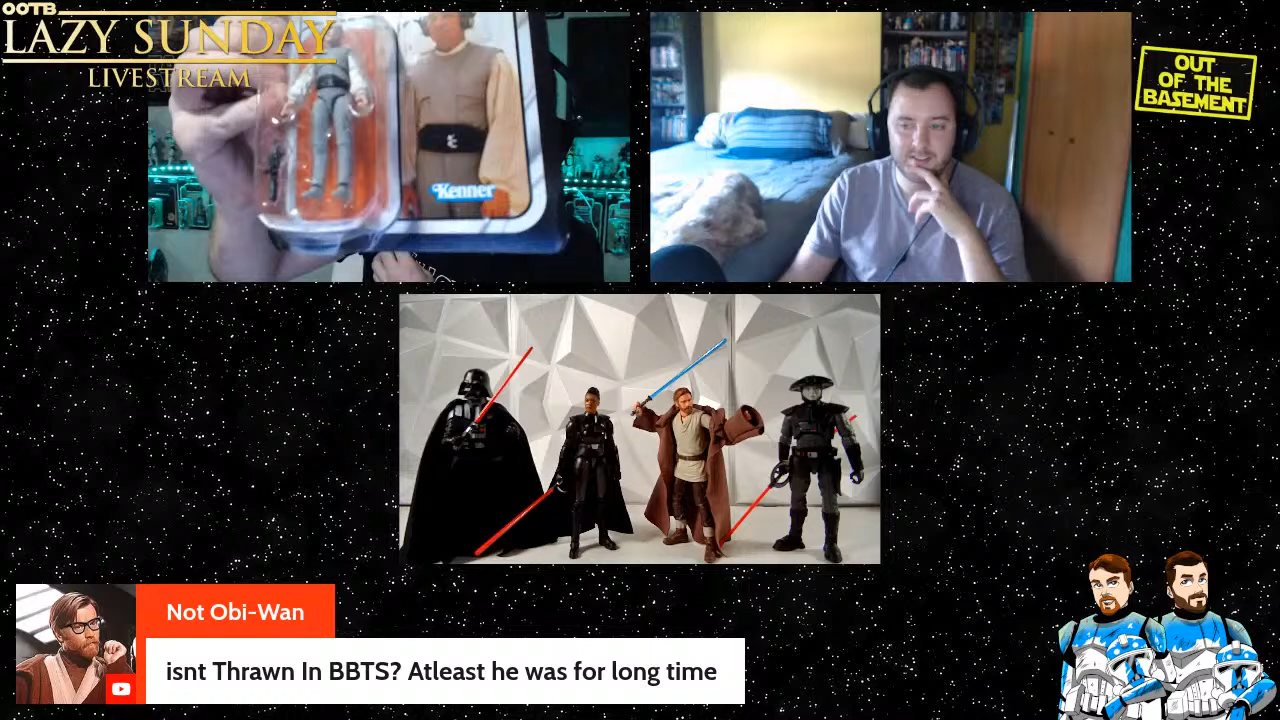 OOTB
LAZY SUNDAY
LIVESTREAM
OUT
OF THE
BASEMENT
Kenner
Not Obi-Wan
isnt Thrawn In BBTS? Atleast he was for long time